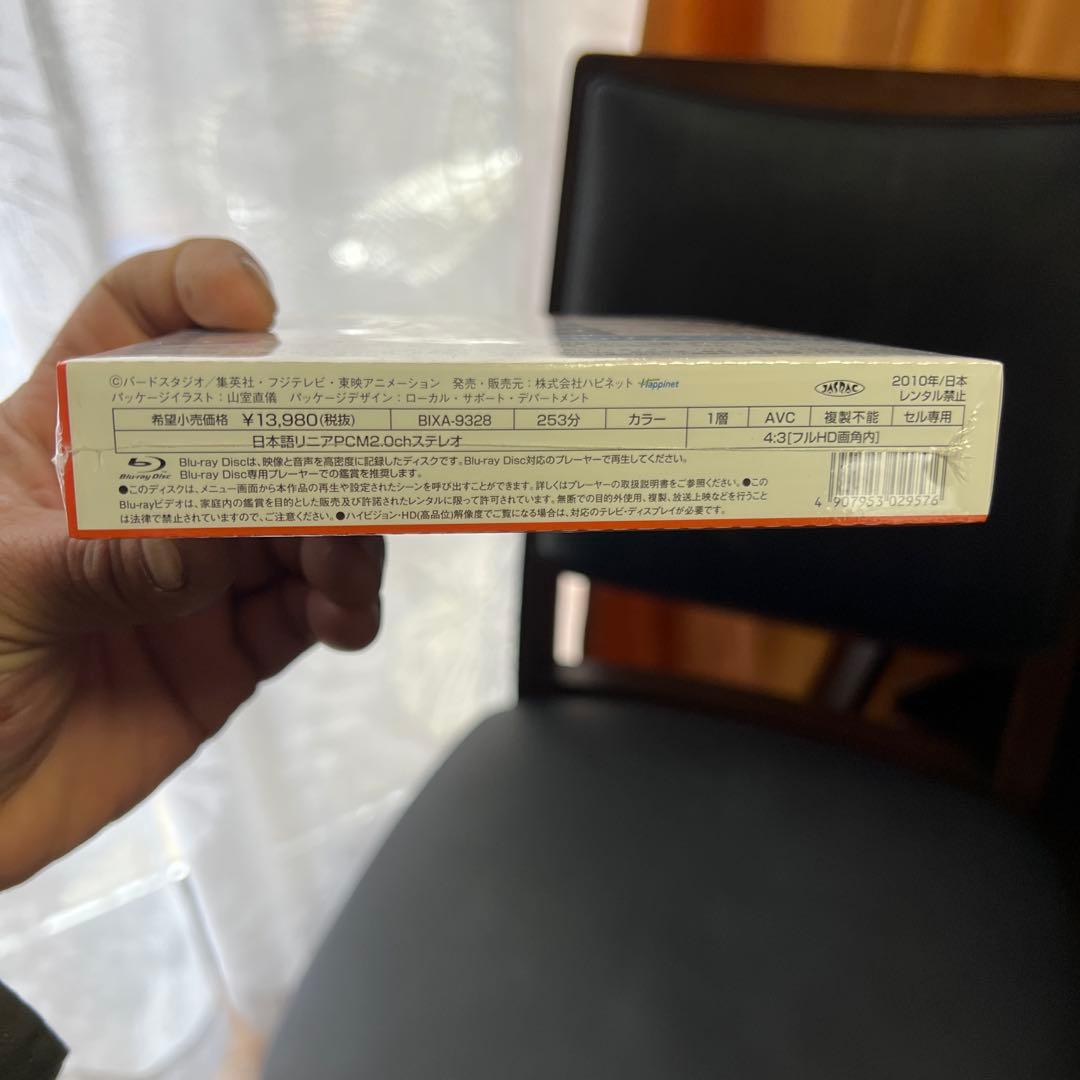 ©バードスタジオ／集英社・フジテレビ・東映アニメーション　発売・販売元：株式会社ハピネット Happinet
パッケージイラスト：山室直儀　パッケージデザイン：ローカル・サポート・デパートメント
JASRAC
2010年/日本
レンタル禁止
希望小売価格　¥13,980(税抜) BIXA-9328 253分 カラー 1層 AVC 複製不能 セル専用
日本語リニアPCM2.0chステレオ 4:3[フルHD画角内]
Blu-ray Disc
Blu-ray Discは、映像と音声を高密度に記録したディスクです。Blu-ray Disc対応のプレーヤーで再生してください。
Blu-ray Disc専用プレーヤーでの鑑賞を推奨します。
●このディスクは、メニュー画面から本作品の再生や設定されたシーンを呼び出すことができます。詳しくはプレーヤーの取扱説明書をご参照ください。●この
Blu-rayビデオは、家庭内の鑑賞を目的とした販売及び許諾されたレンタルに限って許可されています。無断での目的外使用、複製、放送上映などを行うこと
は法律で禁止されていますので、ご注意ください。●ハイビジョン・HD(高品位)解像度でご覧になる場合は、対応のテレビ・ディスプレイが必要です。
4 907953 029576